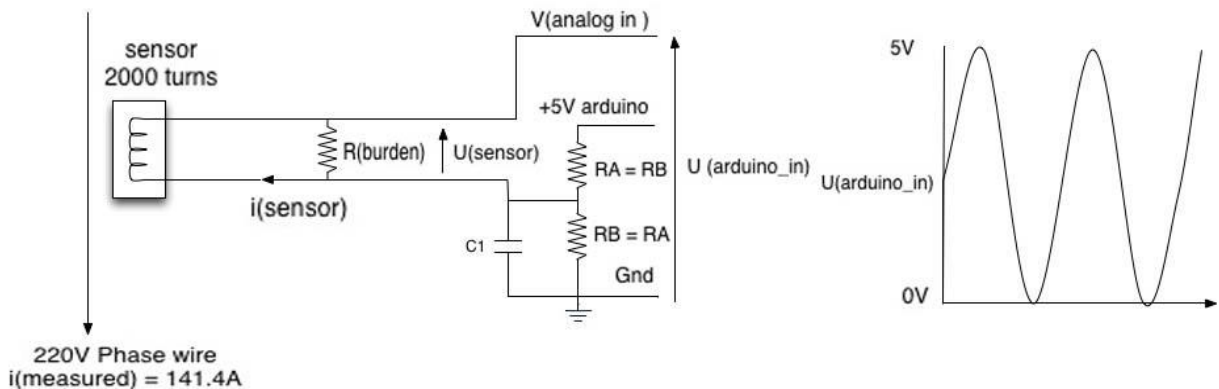 V(analog in )
sensor
2000 turns
+5V arduino
R(burden)
U(sensor)
RA = RB
U (arduino_in)
i(sensor)
C1
RB = RA
Gnd
220V Phase wire
i(measured) = 141.4A
5V
U(arduino_in)
0V